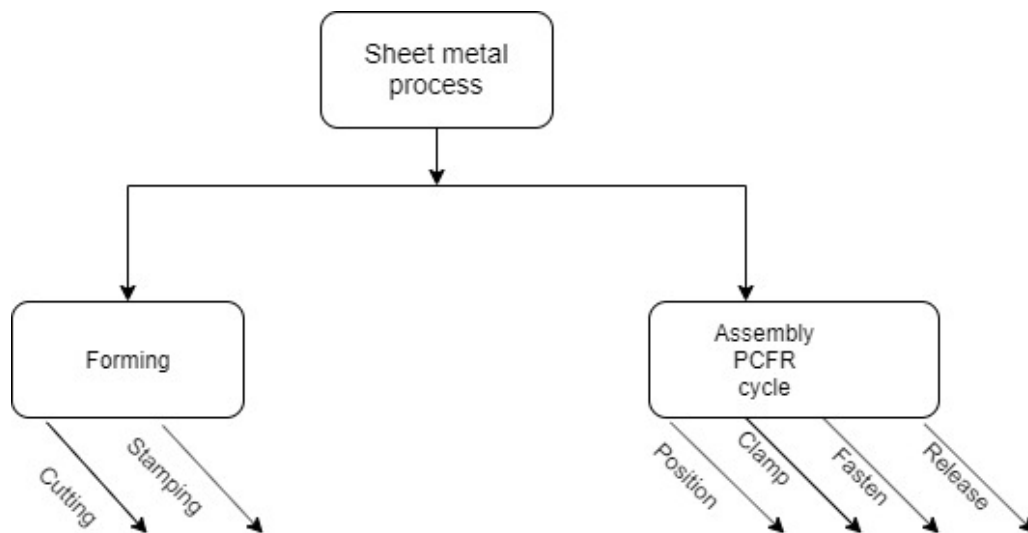 Sheet metal
process
Forming
Assembly
PCFR
cycle
Cutting
Stamping
Position
Clamp
Fasten
Release